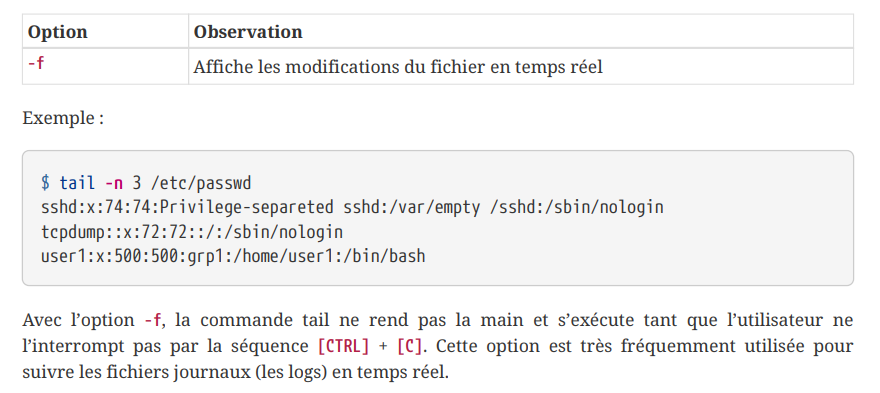 Option Observation
-f Affiche les modifications du fichier en temps réel
Exemple :
$ tail -n 3 /etc/passwd
sshd:x:74:74:Privilege-separeted sshd:/var/empty /sshd:/sbin/nologin
tcpdump::x:72:72::/:/sbin/nologin
user1:x:500:500:grp1:/home/user1:/bin/bash
Avec l’option -f, la commande tail ne rend pas la main et s’exécute tant que l’utilisateur ne
l’interrompt pas par la séquence [CTRL] + [C]. Cette option est très fréquemment utilisée pour
suivre les fichiers journaux (les logs) en temps réel.